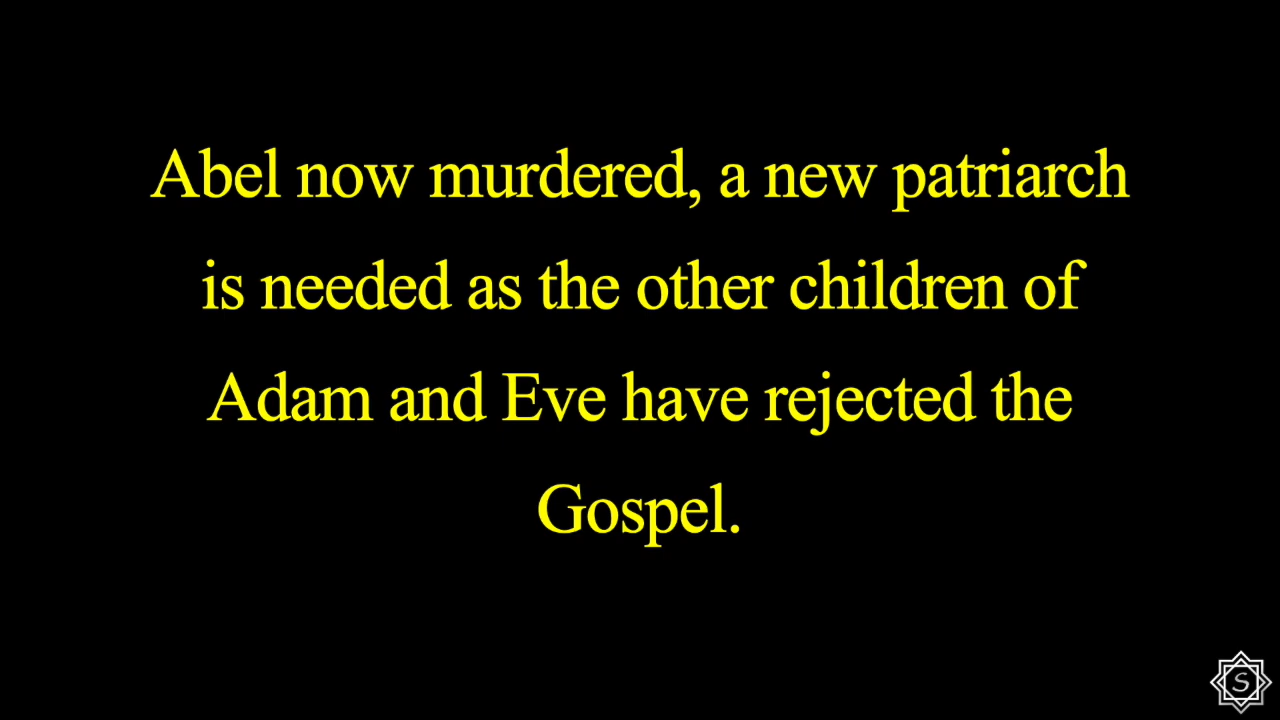 Abel now murdered, a new patriarch
is needed as the other children of
Adam and Eve have rejected the
Gospel.
S